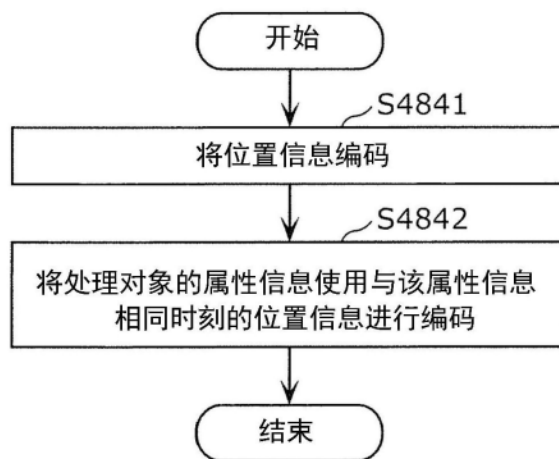 开始
S4841
将位置信息编码
S4842
将处理对象的属性信息使用与该属性信息
相同时刻的位置信息进行编码
结束